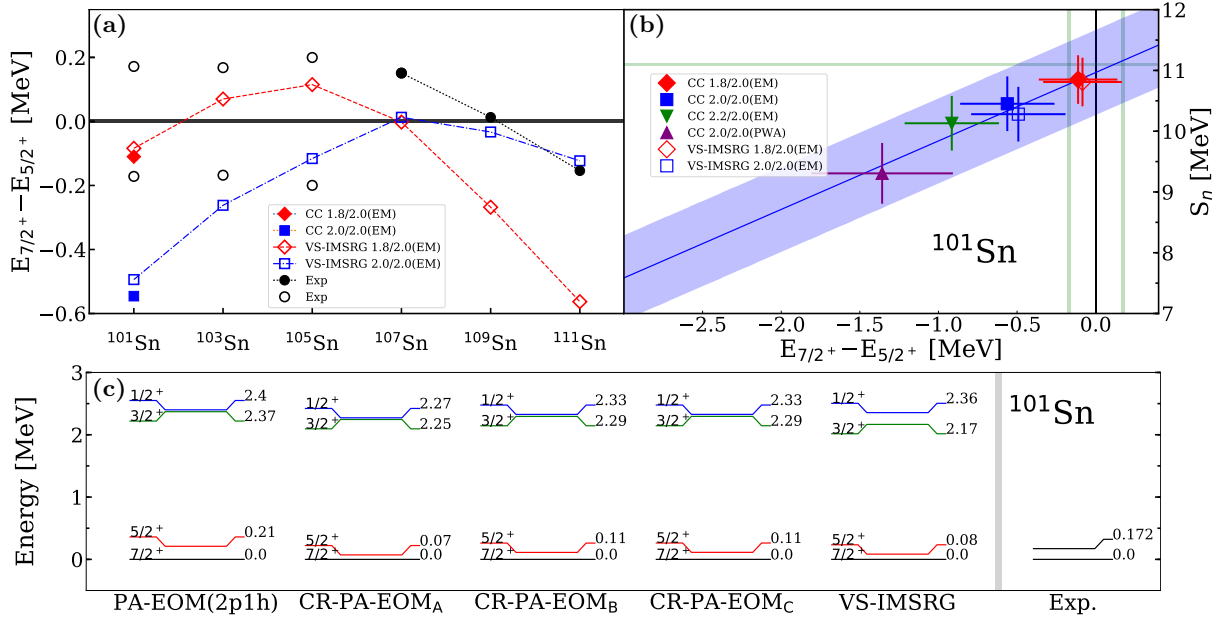 (a)
E7/2+−E5/2+ [MeV]
0.2
0.0
−0.2
−0.4
−0.6
CC 1.8/2.0(EM)
CC 2.0/2.0(EM)
VS-IMSRG 1.8/2.0(EM)
VS-IMSRG 2.0/2.0(EM)
Exp
Exp
101Sn 103Sn 105Sn 107Sn 109Sn 111Sn
(b)
CC 1.8/2.0(EM)
CC 2.0/2.0(EM)
CC 2.2/2.0(EM)
CC 2.0/2.0(PWA)
VS-IMSRG 1.8/2.0(EM)
VS-IMSRG 2.0/2.0(EM)
101Sn
12
11
10
9
8
7
Sn [MeV]
−2.5 −2.0 −1.5 −1.0 −0.5 0.0
E7/2+−E5/2+ [MeV]
(c)
Energy [MeV]
3
2
1
0
1/2+ 2.4
3/2+ 2.37
5/2+ 0.21
7/2+ 0.0
PA-EOM(2p1h)
1/2+ 2.27
3/2+ 2.25
5/2+ 0.07
7/2+ 0.0
CR-PA-EOMA
1/2+ 2.33
3/2+ 2.29
5/2+ 0.11
7/2+ 0.0
CR-PA-EOMB
1/2+ 2.33
3/2+ 2.29
5/2+ 0.11
7/2+ 0.0
CR-PA-EOMC
1/2+ 2.36
3/2+ 2.17
5/2+ 0.08
7/2+ 0.0
VS-IMSRG
101Sn
0.172
0.0
Exp.